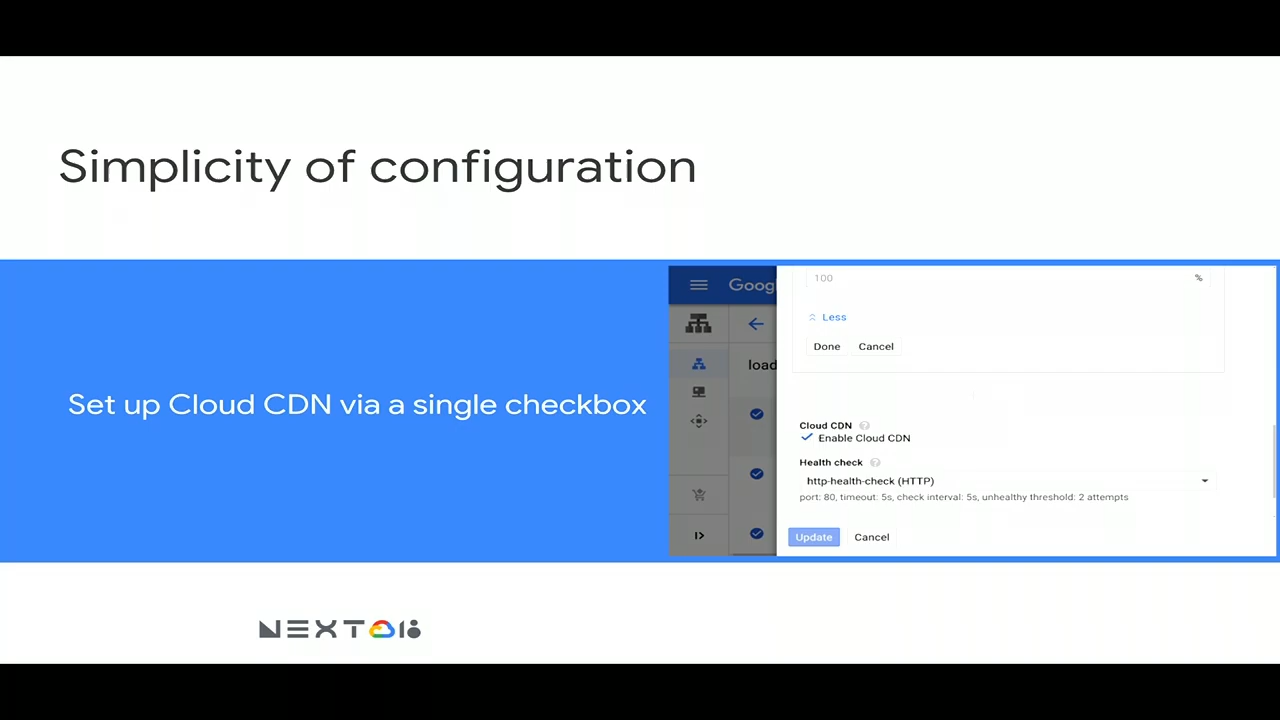 Simplicity of configuration
Set up Cloud CDN via a single checkbox
Goog
load
100 %
Less
Done Cancel
Cloud CDN
Enable Cloud CDN
Health check
http-health-check (HTTP)
port: 80, timeout: 5s, check interval: 5s, unhealthy threshold: 2 attempts
Update Cancel
NEXT 18